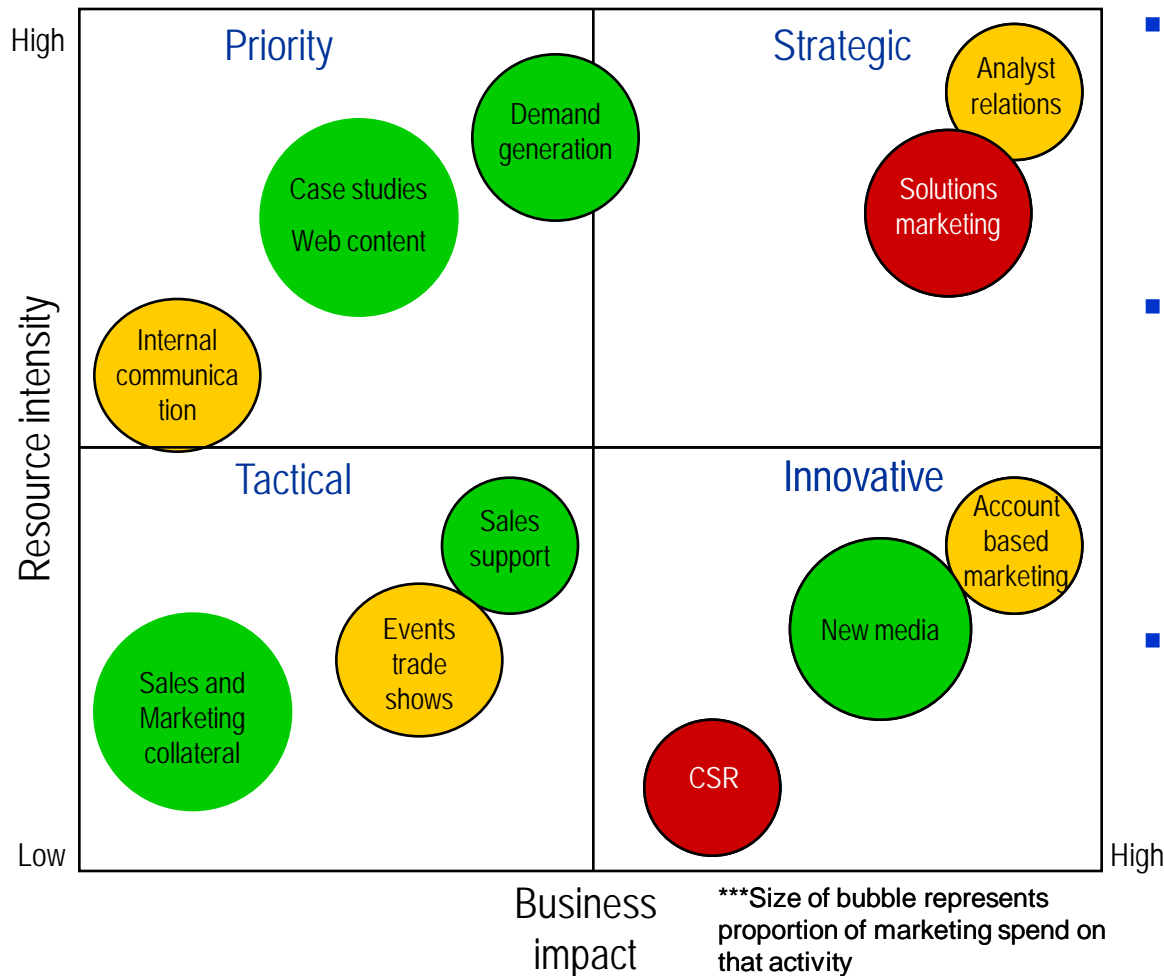 High
Priority
Strategic
Analyst
relations
Demand
generation
Case studies
Web content
Solutions
marketing
Internal
communica
tion
Resource intensity
Tactical
Innovative
Sales
support
Account
based
marketing
Events
trade
shows
New media
Sales and
Marketing
collateral
CSR
Low
High
Business
impact
***Size of bubble represents
proportion of marketing spend on
that activity